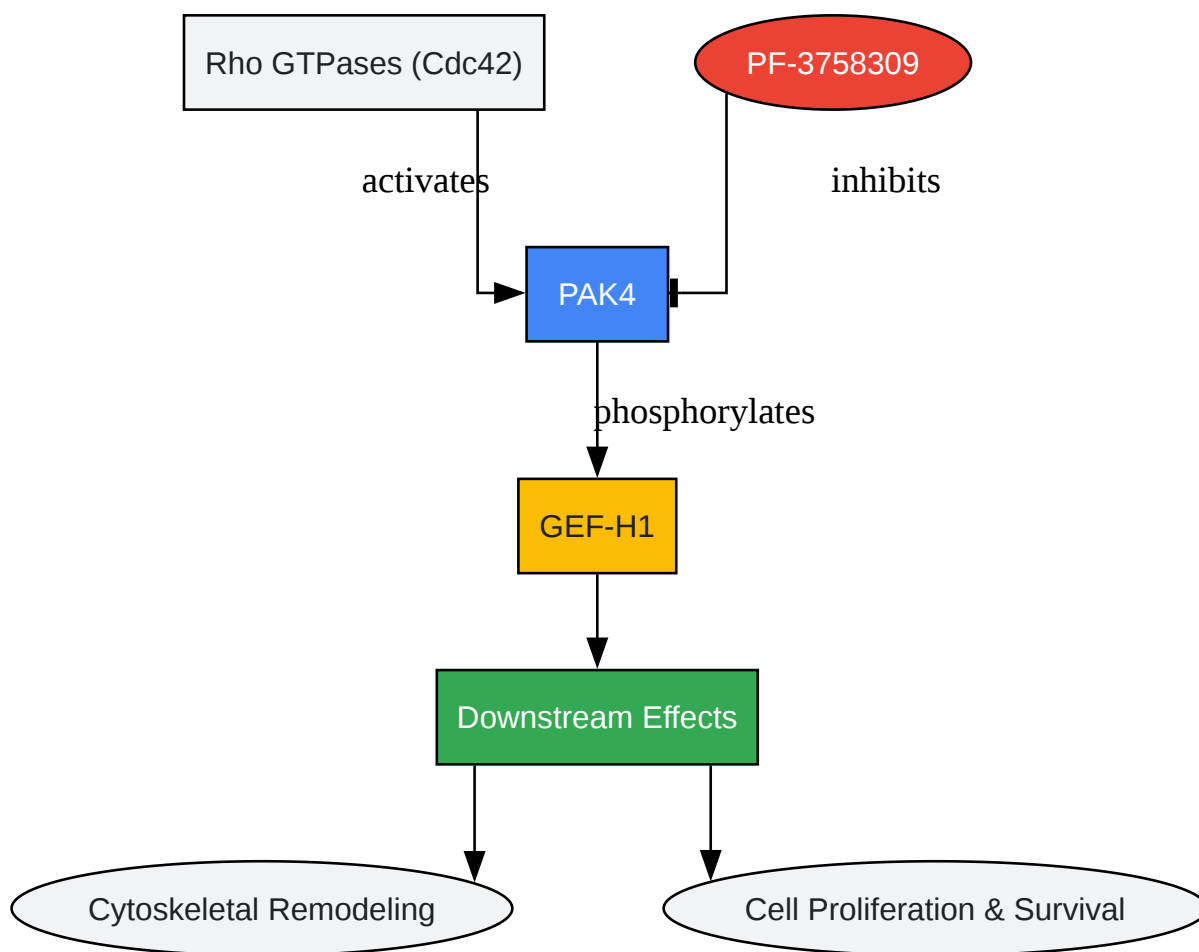 Rho GTPases (Cdc42)
PF-3758309
activates
inhibits
PAK4
phosphorylates
GEF-H1
Downstream Effects
Cytoskeletal Remodeling
Cell Proliferation & Survival